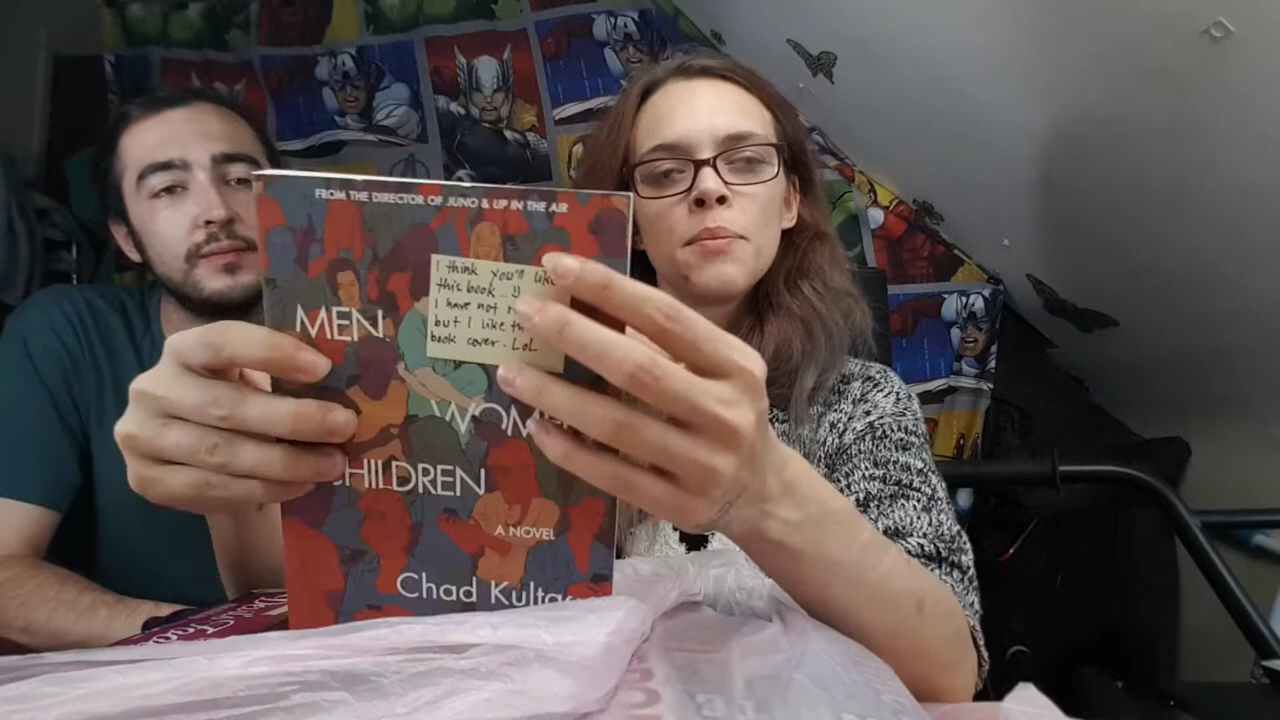 FROM THE DIRECTOR OF JUNO & UP IN THE AIR
I think you'll like
this book..
I have not
but I like
book cover. LoL
MEN,
CHILDREN
A NOVEL
Chad